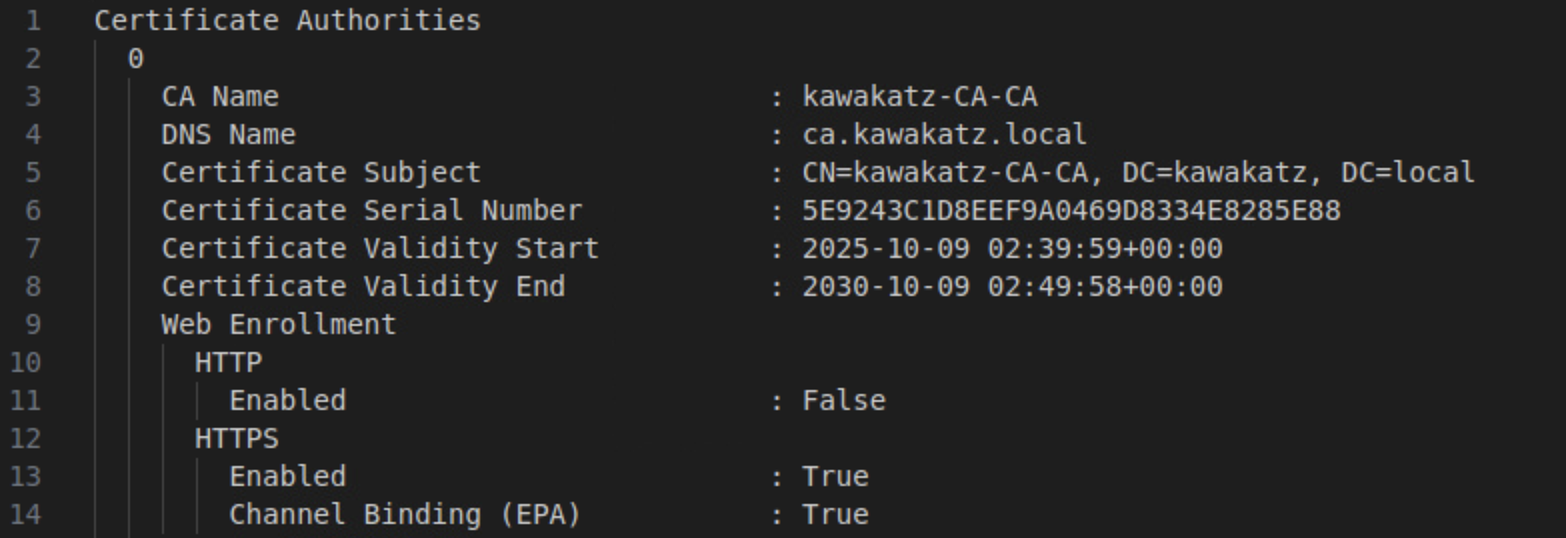 1 Certificate Authorities
2 0
3 CA Name : kawakatz-CA-CA
4 DNS Name : ca.kawakatz.local
5 Certificate Subject : CN=kawakatz-CA-CA, DC=kawakatz, DC=local
6 Certificate Serial Number : 5E9243C1D8EEF9A0469D8334E8285E88
7 Certificate Validity Start : 2025-10-09 02:39:59+00:00
8 Certificate Validity End : 2030-10-09 02:49:58+00:00
9 Web Enrollment
10 HTTP
11 Enabled : False
12 HTTPS
13 Enabled : True
14 Channel Binding (EPA) : True